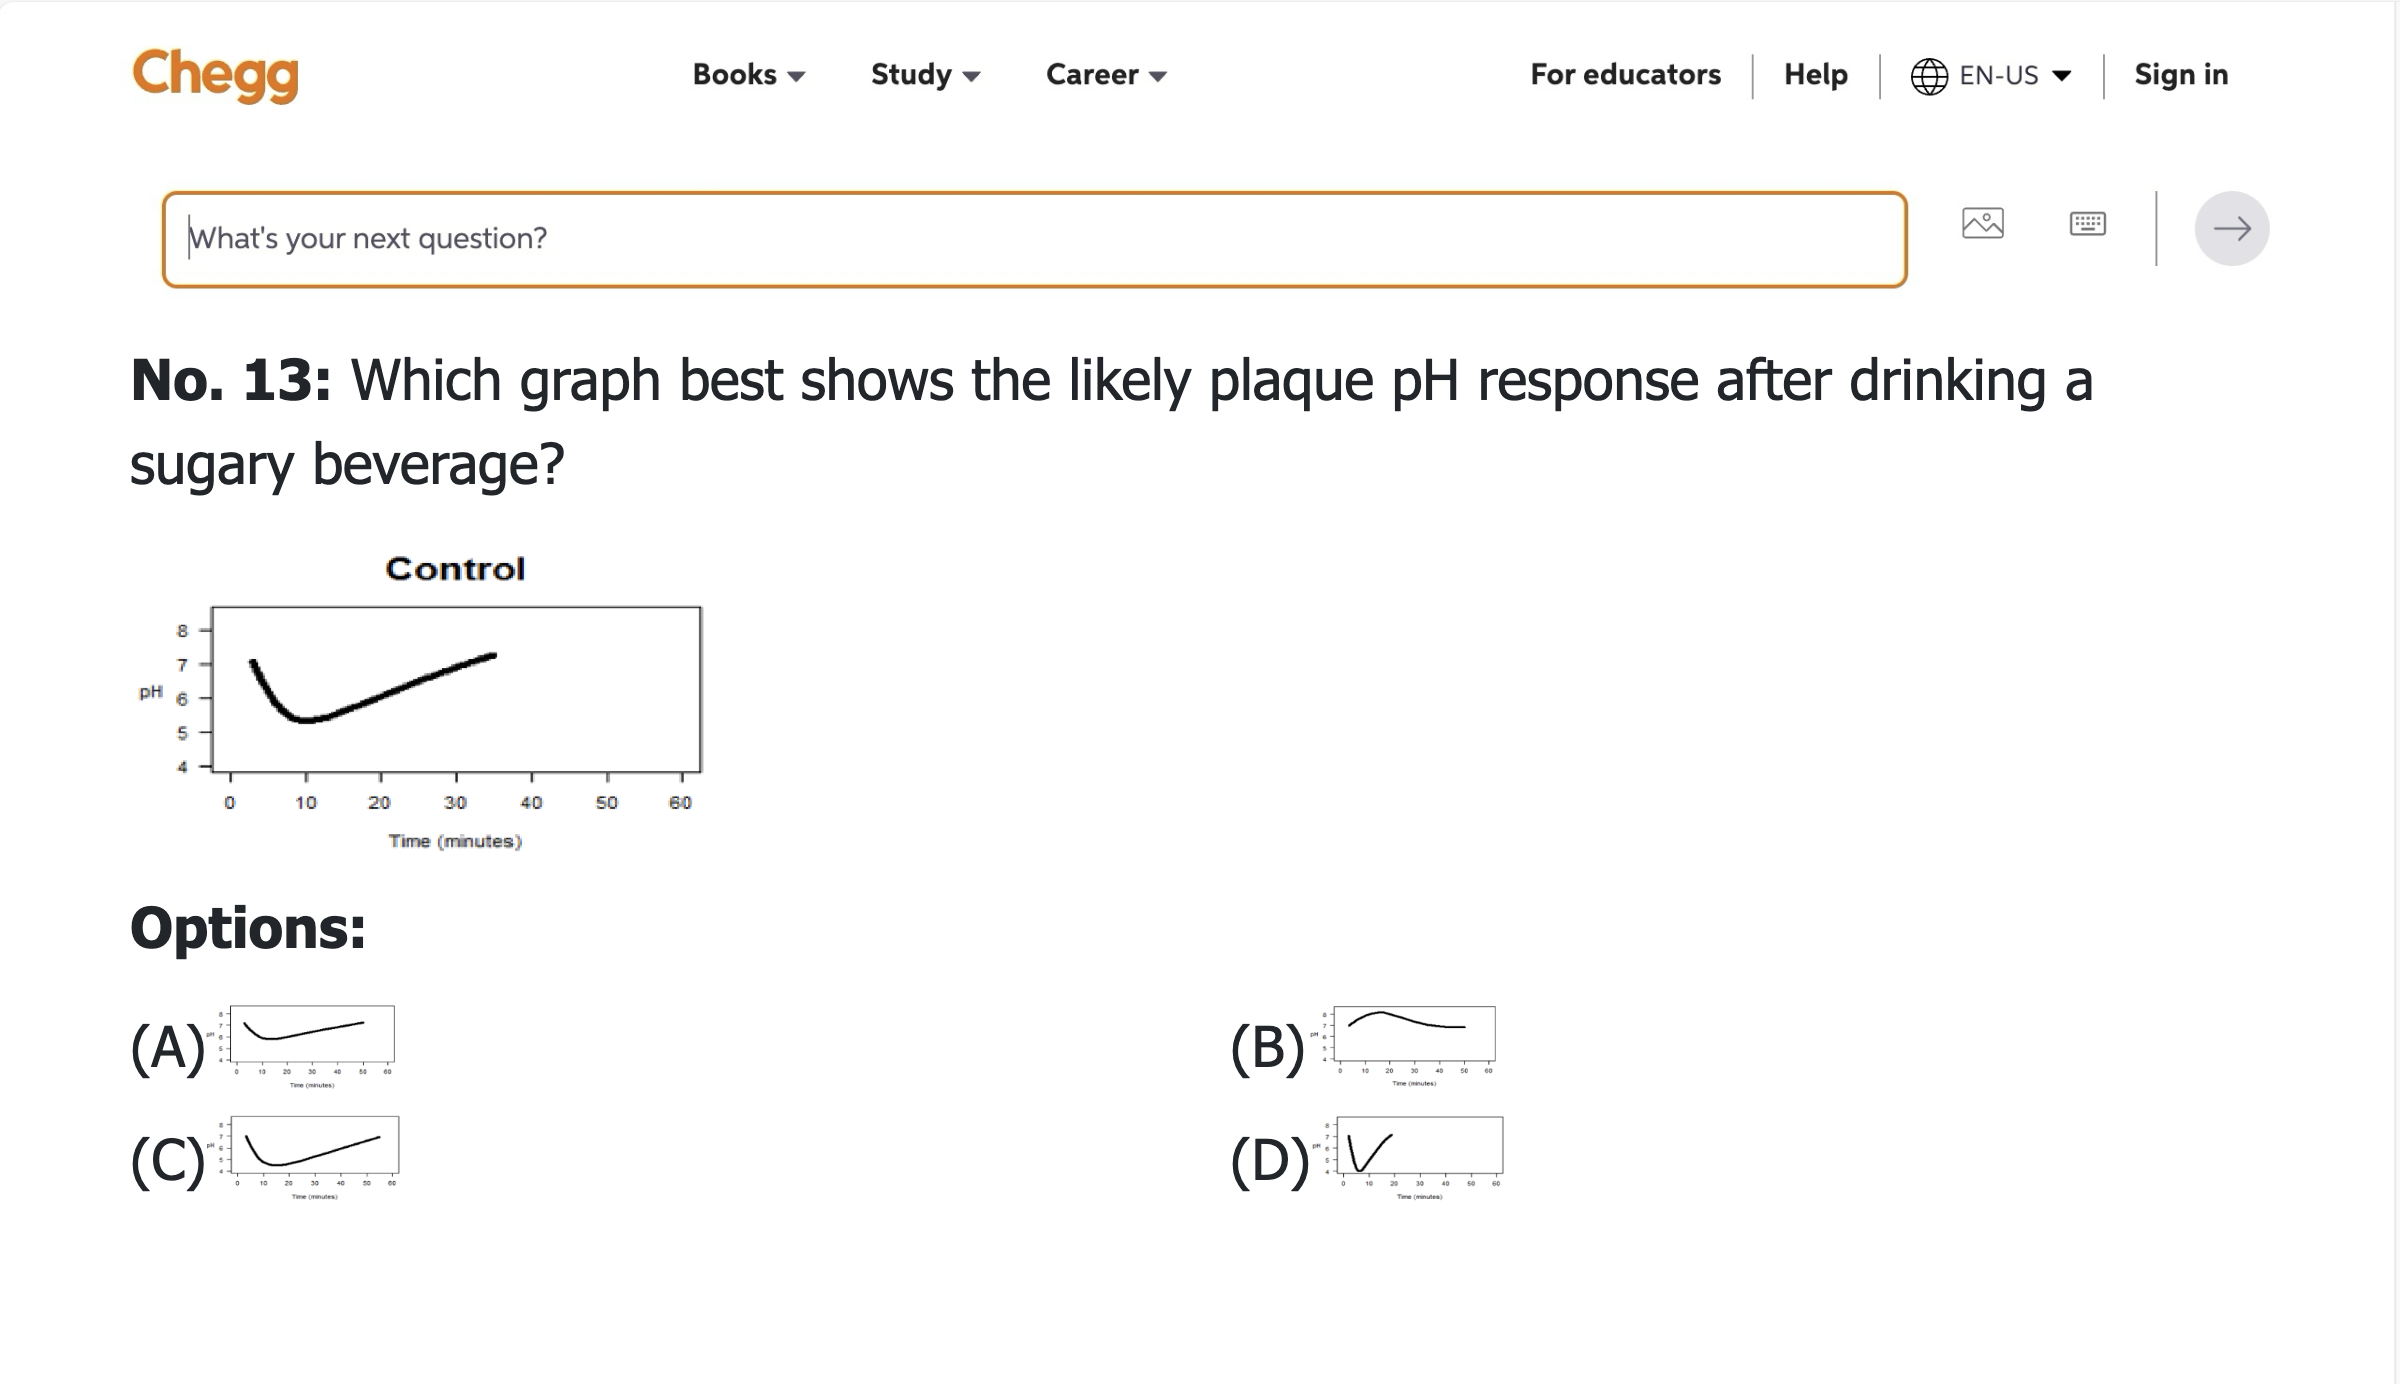 Chegg
Books Study Career For educators Help EN-US Sign in
What's your next question?
No. 13: Which graph best shows the likely plaque pH response after drinking a
sugary beverage?
Control
8
7
pH
6
5
4
0 10 20 30 40 50 60
Time (minutes)
Options:
(A)
8
7
pH
6
5
4
0 10 20 30 40 50 60
Time (minutes)
(B)
8
7
pH
6
5
4
0 10 20 30 40 50 60
Time (minutes)
(C)
8
7
pH
6
5
4
0 10 20 30 40 50 60
Time (minutes)
(D)
8
7
pH
6
5
4
0 10 20 30 40 50 60
Time (minutes)